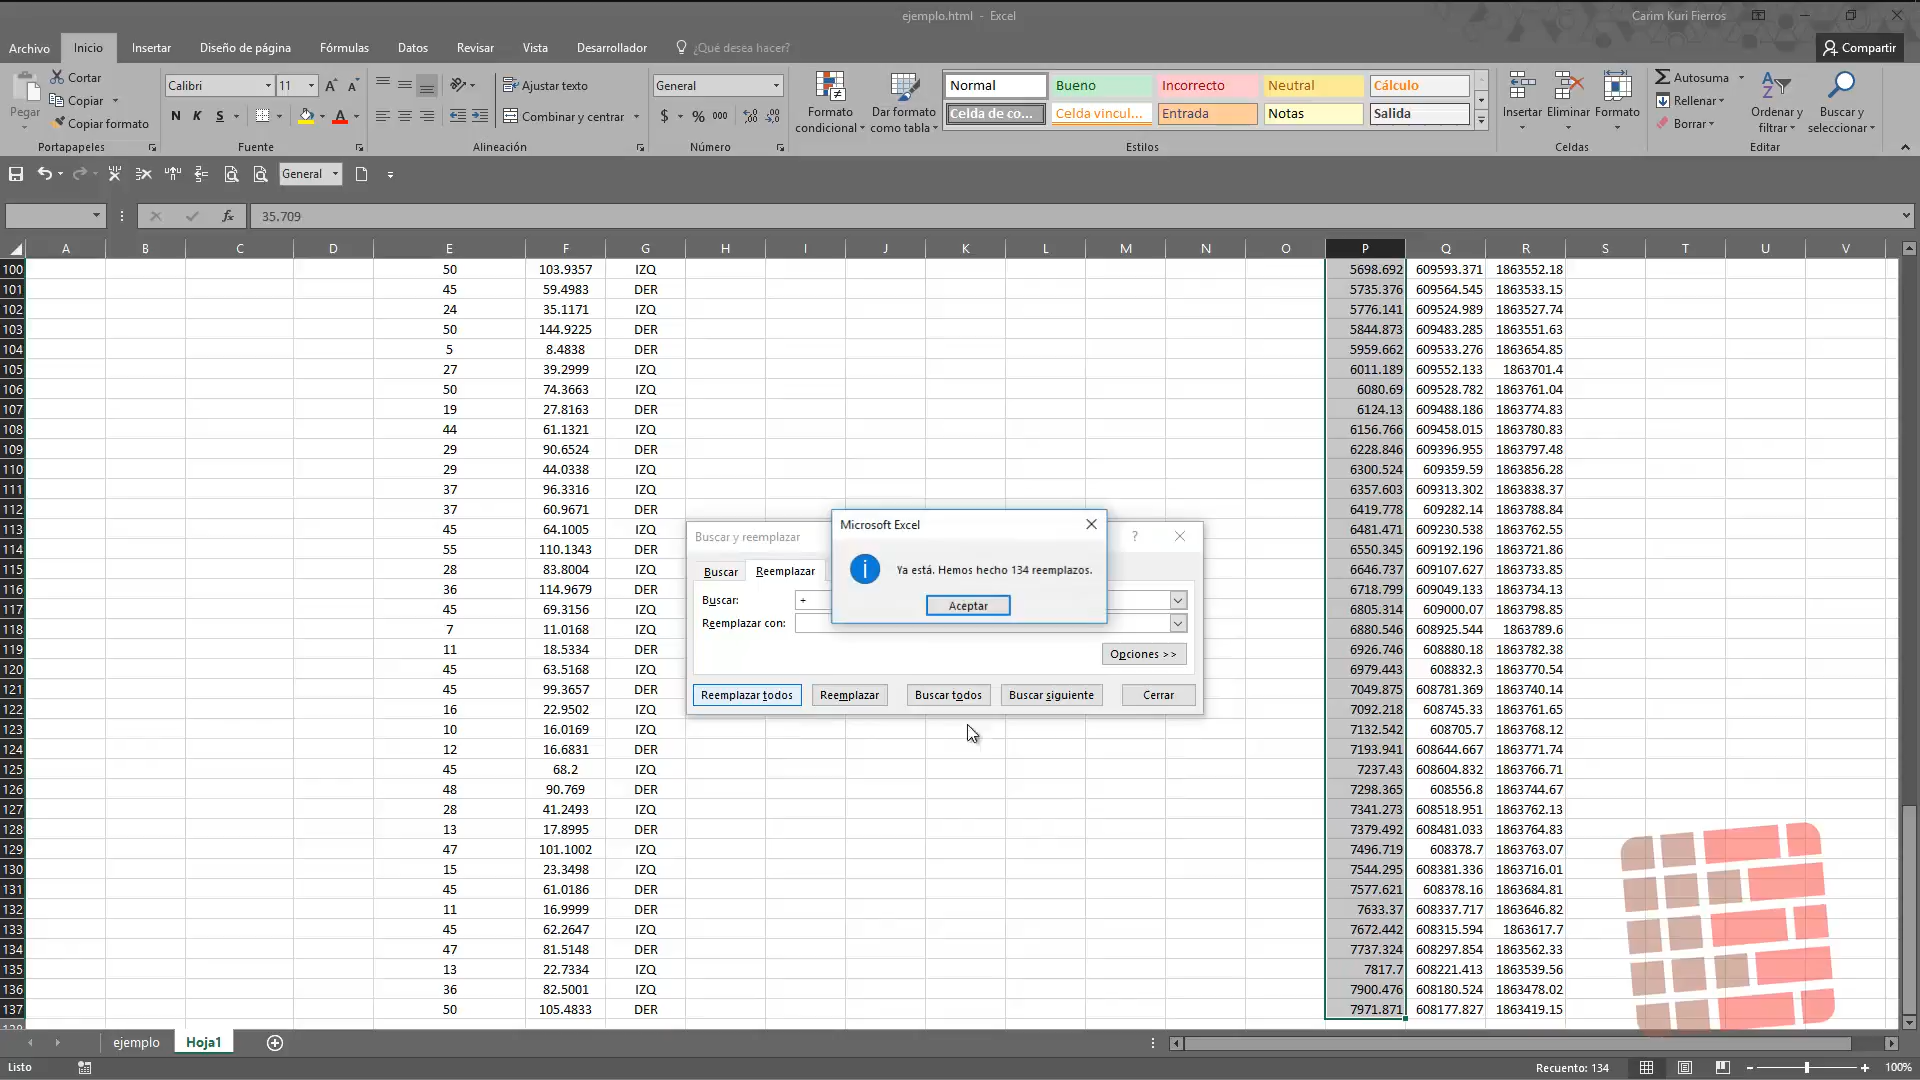 ejemplo.html - Excel
Carim Kuri Fierros
Archivo Inicio Insertar Diseño de página Fórmulas Datos Revisar Vista Desarrollador ¿Qué desea hacer? Compartir
Pegar Cortar Copiar Copiar formato
Portapapeles
Calibri 11
N K S
Fuente
Ajustar texto
Combinar y centrar
Alineación
General
$ % 000
Número
Formato condicional
Dar formato como tabla
Normal Bueno Incorrecto Neutral Cálculo
Celda de co... Celda vincul... Entrada Notas Salida
Estilos
Insertar Eliminar Formato
Celdas
Autosuma
Rellenar
Borrar
Ordenar y filtrar
Buscar y seleccionar
Editar
General
fx 35.709
A B C D E F G H I J K L M N O P Q R S T U V
100 50 103.9357 IZQ 5698.692 609593.371 1863552.18
101 45 59.4983 DER 5735.376 609564.545 1863533.15
102 24 35.1171 IZQ 5776.141 609524.989 1863527.74
103 50 144.9225 DER 5844.873 609483.285 1863551.63
104 5 8.4838 DER 5959.662 609533.276 1863654.85
105 27 39.2999 IZQ 6011.189 609552.133 1863701.4
106 50 74.3663 IZQ 6080.69 609528.782 1863761.04
107 19 27.8163 DER 6124.13 609488.186 1863774.83
108 44 61.1321 IZQ 6156.766 609458.015 1863780.83
109 29 90.6524 DER 6228.846 609396.955 1863797.48
110 29 44.0338 IZQ 6300.524 609359.59 1863856.28
111 37 96.3316 IZQ 6357.603 609313.302 1863838.37
112 37 60.9671 DER 6419.778 609282.14 1863788.84
113 45 64.1005 IZQ 6481.471 609230.538 1863762.55
114 55 110.1343 DER 6550.345 609192.196 1863721.86
115 28 83.8004 IZQ 6646.737 609107.627 1863733.85
116 36 114.9679 DER 6718.799 609049.133 1863734.13
117 45 69.3156 IZQ 6805.314 609000.07 1863798.85
118 7 11.0168 IZQ 6880.546 608925.544 1863789.6
119 11 18.5334 DER 6926.746 608880.18 1863782.38
120 45 63.5168 IZQ 6979.443 608832.3 1863770.54
121 45 99.3657 DER 7049.875 608781.369 1863740.14
122 16 22.9502 IZQ 7092.218 608745.33 1863761.65
123 10 16.0169 IZQ 7132.542 608705.7 1863768.12
124 12 16.6831 DER 7193.941 608644.667 1863771.74
125 45 68.2 IZQ 7237.43 608604.832 1863766.71
126 48 90.769 DER 7298.365 608556.8 1863744.67
127 28 41.2493 IZQ 7341.273 608518.951 1863762.13
128 13 17.8995 DER 7379.492 608481.033 1863764.83
129 47 101.1002 IZQ 7496.719 608378.7 1863763.07
130 15 23.3498 IZQ 7544.295 608381.336 1863716.01
131 45 61.0186 DER 7577.621 608378.16 1863684.81
132 11 16.9999 DER 7633.37 608337.717 1863646.82
133 45 62.2647 IZQ 7672.442 608315.594 1863617.7
134 47 81.5148 DER 7737.324 608297.854 1863562.33
135 13 22.7334 IZQ 7817.7 608221.413 1863539.56
136 36 82.5001 IZQ 7900.476 608180.524 1863478.02
137 50 105.4833 DER 7971.871 608177.827 1863419.15
Buscar y reemplazar ?
Buscar Reemplazar
Buscar: +
Reemplazar con:
Opciones >>
Reemplazar todos Reemplazar Buscar todos Buscar siguiente Cerrar
Microsoft Excel
Ya está. Hemos hecho 134 reemplazos.
Aceptar
ejemplo Hoja1
Listo Recuento: 134 100%